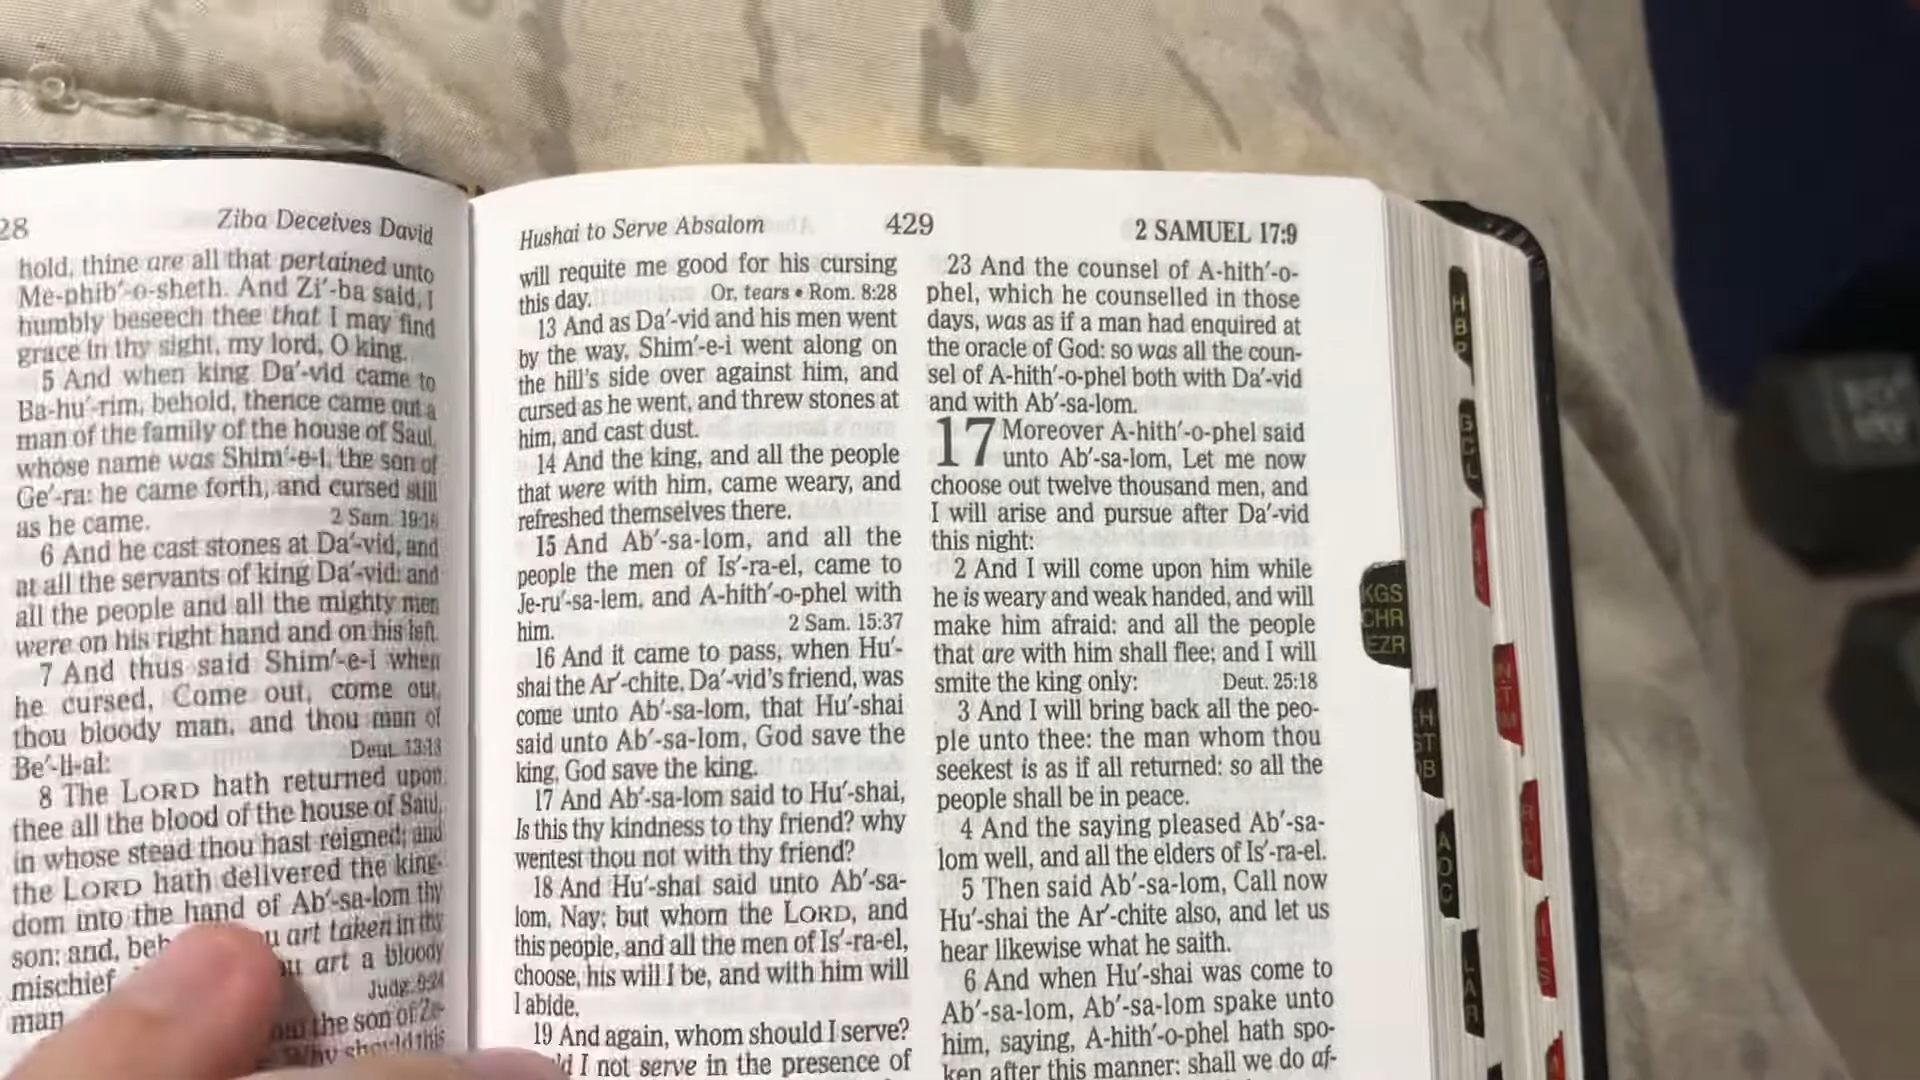 28
Ziba Deceives David
hold, thine are all that pertained unto
Me-phib′-o-sheth. And Zi′-ba said, I
humbly beseech thee that I may find
grace in thy sight, my lord, O king.
5 And when king Da′-vid came to
Ba-hu′-rim, behold, thence came out a
man of the family of the house of Saul,
whose name was Shim′-e-i, the son of
Ge′-ra: he came forth, and cursed still
as he came. 2 Sam. 19:16
6 And he cast stones at Da′-vid, and
at all the servants of king Da′-vid: and
all the people and all the mighty men
were on his right hand and on his left.
7 And thus said Shim′-e-i when
he cursed, Come out, come out,
thou bloody man, and thou man of
Be′-li-al: Deut. 13:13
8 The LORD hath returned upon
thee all the blood of the house of Saul,
in whose stead thou hast reigned; and
the LORD hath delivered the king-
dom into the hand of Ab′-sa-lom thy
son: and, art taken in thy
mischief art a bloody
man Judg. 9:24
the son of Ze-
Why should this
Hushai to Serve Absalom
429
2 SAMUEL 17:9
will requite me good for his cursing
this day. Or, tears • Rom. 8:28
13 And as Da′-vid and his men went
by the way, Shim′-e-i went along on
the hill's side over against him, and
cursed as he went, and threw stones at
him, and cast dust.
14 And the king, and all the people
that were with him, came weary, and
refreshed themselves there.
15 And Ab′-sa-lom, and all the
people the men of Is′-ra-el, came to
Je-ru′-sa-lem, and A-hith′-o-phel with
him. 2 Sam. 15:37
16 And it came to pass, when Hu′-
shai the Ar′-chite, Da′-vid's friend, was
come unto Ab′-sa-lom, that Hu′-shai
said unto Ab′-sa-lom, God save the
king, God save the king.
17 And Ab′-sa-lom said to Hu′-shai,
Is this thy kindness to thy friend? why
wentest thou not with thy friend?
18 And Hu′-shai said unto Ab′-sa-
lom, Nay; but whom the LORD, and
this people, and all the men of Is′-ra-el,
choose, his will I be, and with him will
I abide.
19 And again, whom should I serve?
I not serve in the presence of
23 And the counsel of A-hith′-o-
phel, which he counselled in those
days, was as if a man had enquired at
the oracle of God: so was all the coun-
sel of A-hith′-o-phel both with Da′-vid
and with Ab′-sa-lom.
17 Moreover A-hith′-o-phel said
unto Ab′-sa-lom, Let me now
choose out twelve thousand men, and
I will arise and pursue after Da′-vid
this night:
2 And I will come upon him while
he is weary and weak handed, and will
make him afraid: and all the people
that are with him shall flee; and I will
smite the king only: Deut. 25:18
3 And I will bring back all the peo-
ple unto thee: the man whom thou
seekest is as if all returned: so all the
people shall be in peace.
4 And the saying pleased Ab′-sa-
lom well, and all the elders of Is′-ra-el.
5 Then said Ab′-sa-lom, Call now
Hu′-shai the Ar′-chite also, and let us
hear likewise what he saith.
6 And when Hu′-shai was come to
Ab′-sa-lom, Ab′-sa-lom spake unto
him, saying, A-hith′-o-phel hath spo-
ken after this manner: shall we do af-
KGS
CHR
EZR